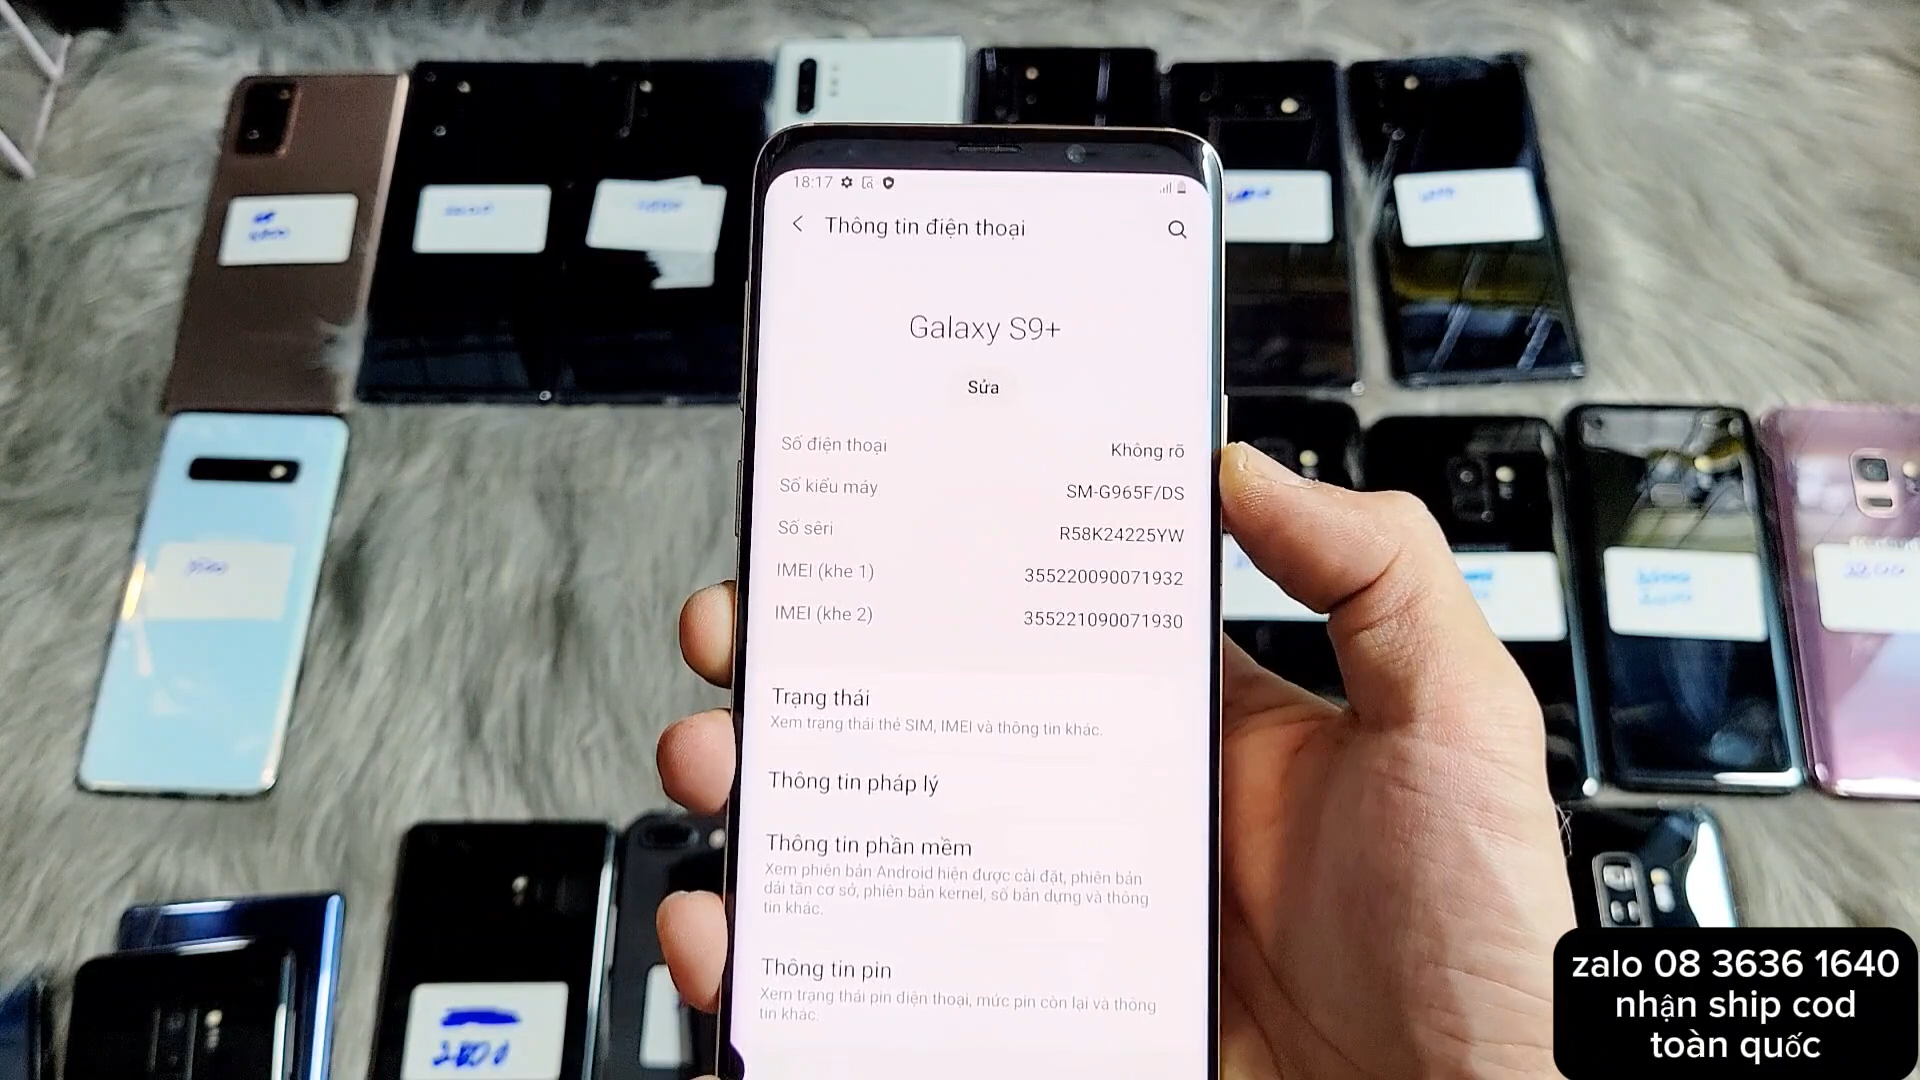 18:17
Thông tin điện thoại
Galaxy S9+
Sửa
Số điện thoại Không rõ
Số kiểu máy SM-G965F/DS
Số sêri R58K24225YW
IMEI (khe 1) 355220090071932
IMEI (khe 2) 355221090071930
Trạng thái
Xem trạng thái thẻ SIM, IMEI và thông tin khác.
Thông tin pháp lý
Thông tin phần mềm
Xem phiên bản Android hiện được cài đặt, phiên bản
dải tần cơ sở, phiên bản kernel, số bản dựng và thông
tin khác.
Thông tin pin
Xem trạng thái pin điện thoại, mức pin còn lại và thông
tin khác.
zalo 08 3636 1640
nhận ship cod
toàn quốc